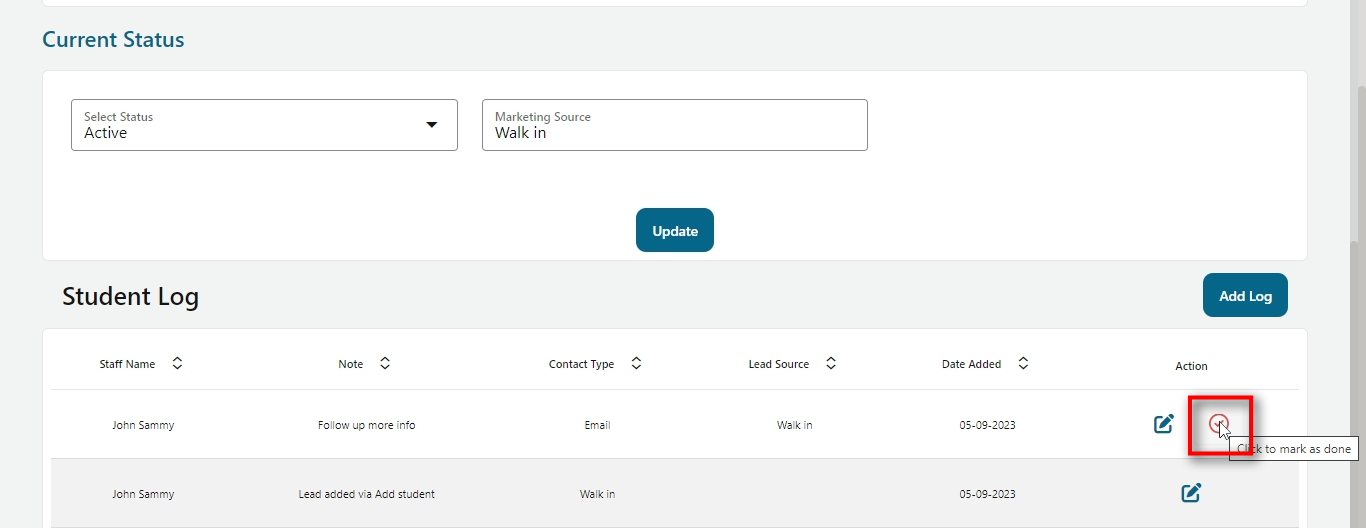 Current Status
Select Status
Active
Marketing Source
Walk in
Update
Student Log
Add Log
Staff Name Note Contact Type Lead Source Date Added Action
John Sammy Follow up more info Email Walk in 05-09-2023
Click to mark as done
John Sammy Lead added via Add student Walk in 05-09-2023